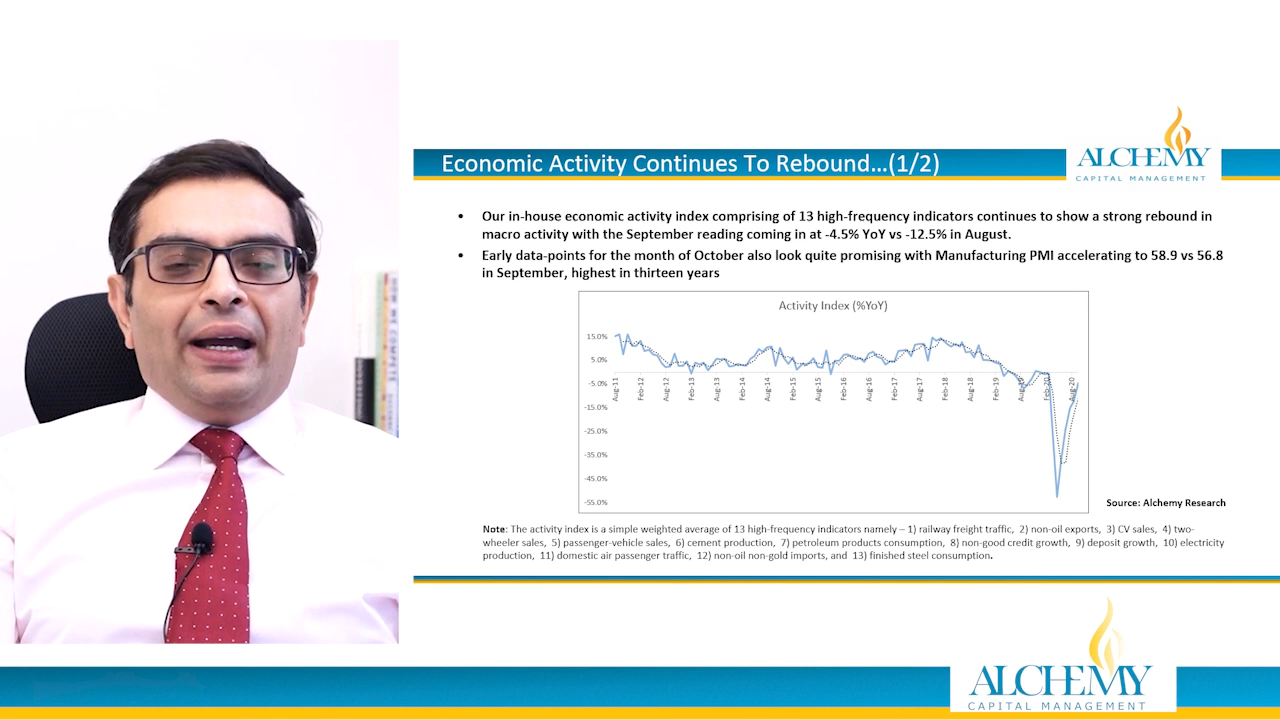 Economic Activity Continues To Rebound...(1/2)
ALCHEMY
CAPITAL MANAGEMENT
• Our in-house economic activity index comprising of 13 high-frequency indicators continues to show a strong rebound in
macro activity with the September reading coming in at -4.5% YoY vs -12.5% in August.
• Early data-points for the month of October also look quite promising with Manufacturing PMI accelerating to 58.9 vs 56.8
in September, highest in thirteen years
Activity Index (%YoY)
15.0%
5.0%
-5.0%
-15.0%
-25.0%
-35.0%
-45.0%
-55.0%
Aug-11
Feb-12
Aug-12
Feb-13
Aug-13
Feb-14
Aug-14
Feb-15
Aug-15
Feb-16
Aug-16
Feb-17
Aug-17
Feb-18
Aug-18
Feb-19
Aug-19
Feb-20
Aug-20
Source: Alchemy Research
Note: The activity index is a simple weighted average of 13 high-frequency indicators namely – 1) railway freight traffic, 2) non-oil exports, 3) CV sales, 4) two-
wheeler sales, 5) passenger-vehicle sales, 6) cement production, 7) petroleum products consumption, 8) non-good credit growth, 9) deposit growth, 10) electricity
production, 11) domestic air passenger traffic, 12) non-oil non-gold imports, and 13) finished steel consumption.
HOW WE COMPETE
ALCHEMY
CAPITAL MANAGEMENT